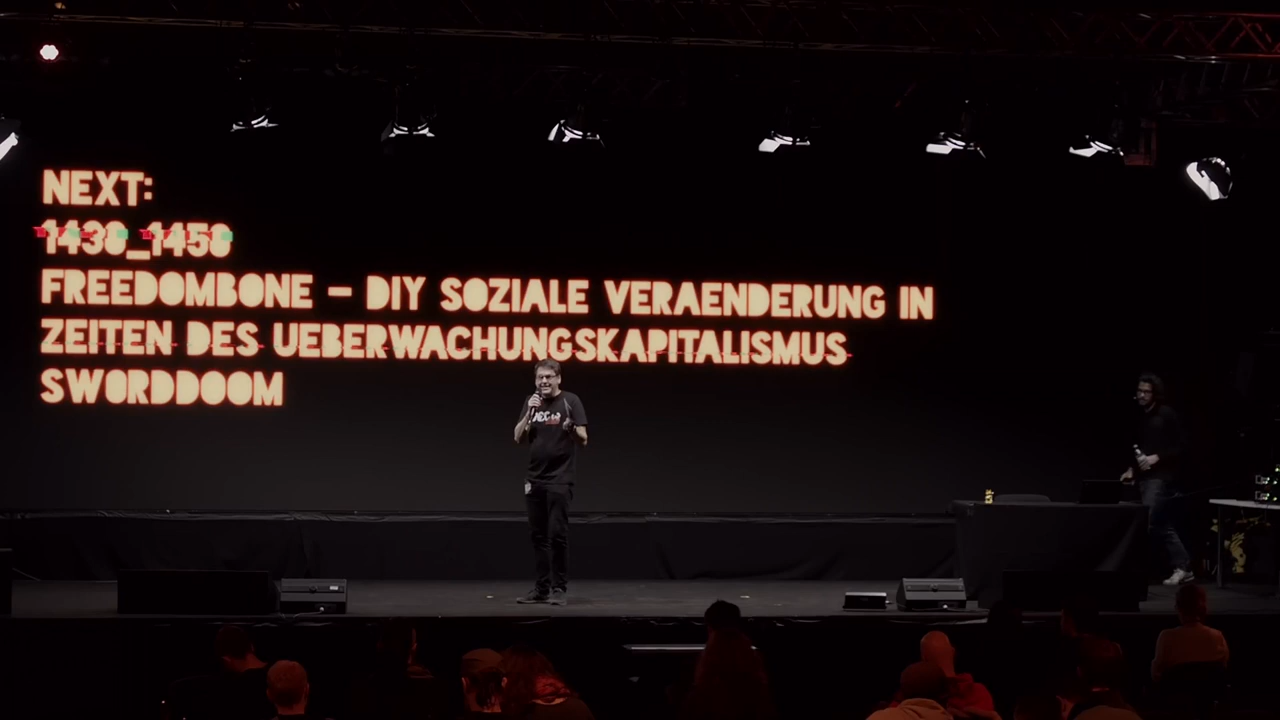 NEXT:
1430_1450
FREEDOMBONE – DIY SOZIALE VERAENDERUNG IN
ZEITEN DES UEBERWACHUNGSKAPITALISMUS
SWORDDOOM